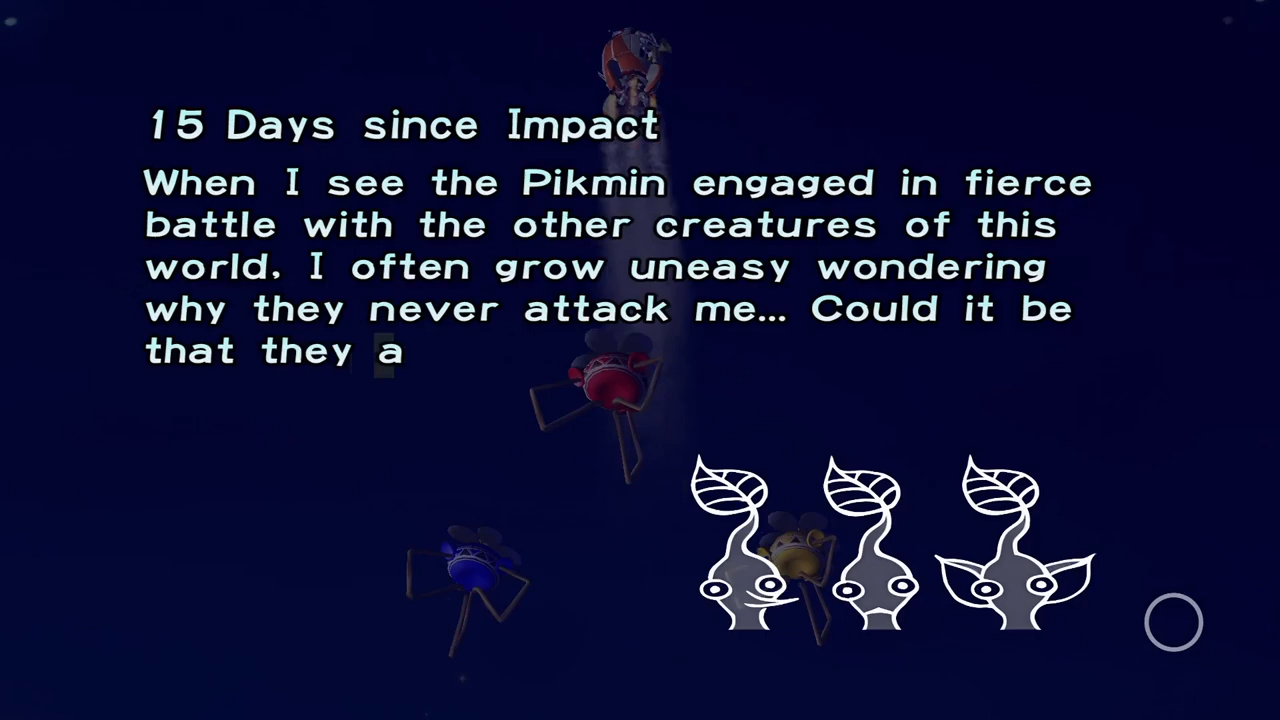 15 Days since Impact
When I see the Pikmin engaged in fierce
battle with the other creatures of this
world, I often grow uneasy wondering
why they never attack me... Could it be
that they a